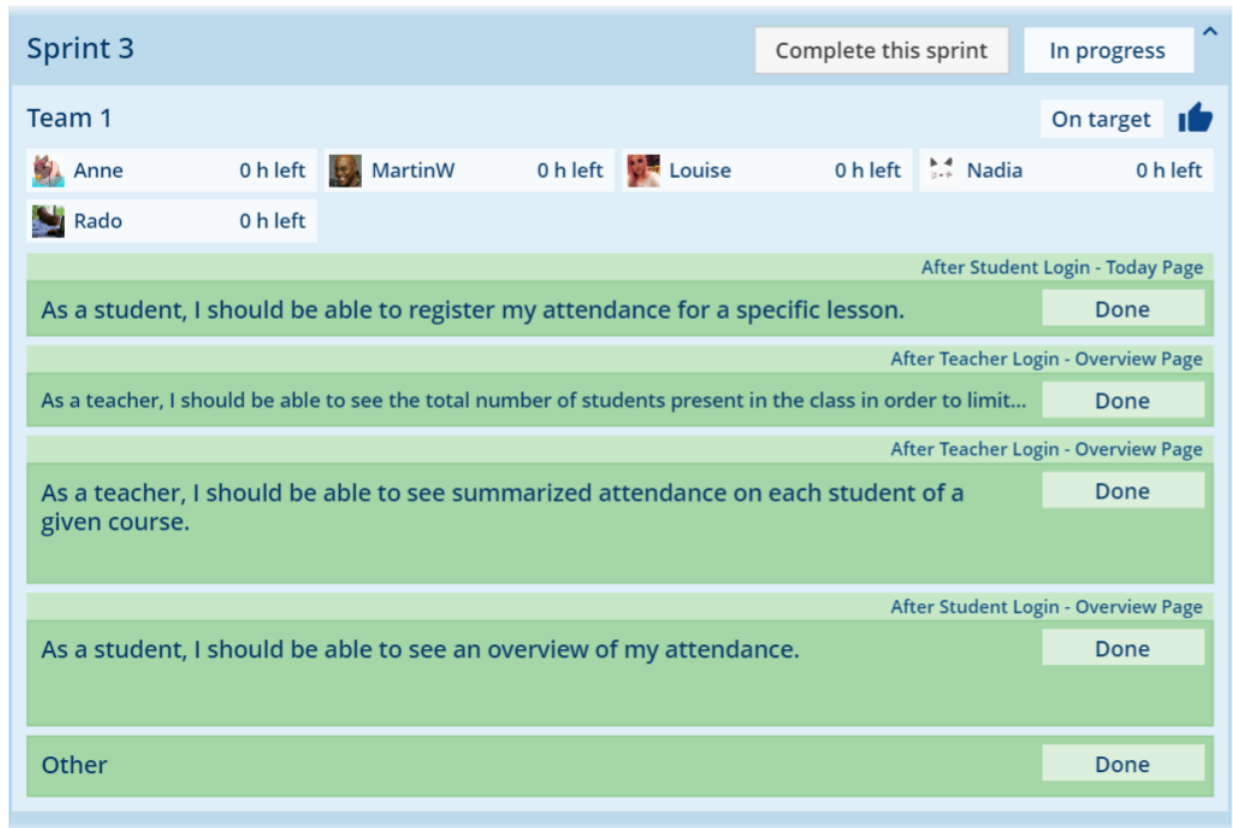 Sprint 3
Complete this sprint
In progress
Team 1
On target
Anne 0 h left
MartinW 0 h left
Louise 0 h left
Nadia 0 h left
Rado 0 h left
After Student Login - Today Page
As a student, I should be able to register my attendance for a specific lesson.
Done
After Teacher Login - Overview Page
As a teacher, I should be able to see the total number of students present in the class in order to limit...
Done
After Teacher Login - Overview Page
As a teacher, I should be able to see summarized attendance on each student of a
given course.
Done
After Student Login - Overview Page
As a student, I should be able to see an overview of my attendance.
Done
Other
Done